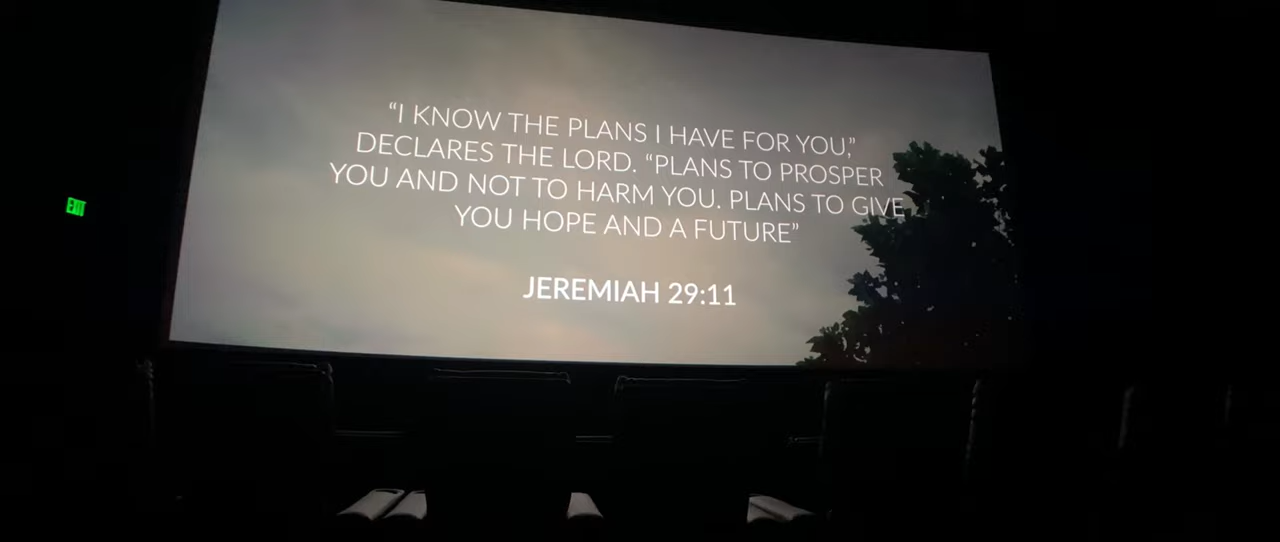 “I KNOW THE PLANS I HAVE FOR YOU,”
DECLARES THE LORD. “PLANS TO PROSPER
YOU AND NOT TO HARM YOU. PLANS TO GIVE
YOU HOPE AND A FUTURE”
JEREMIAH 29:11